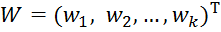 W = (w₁, w₂, …, wₖ)ᵀ